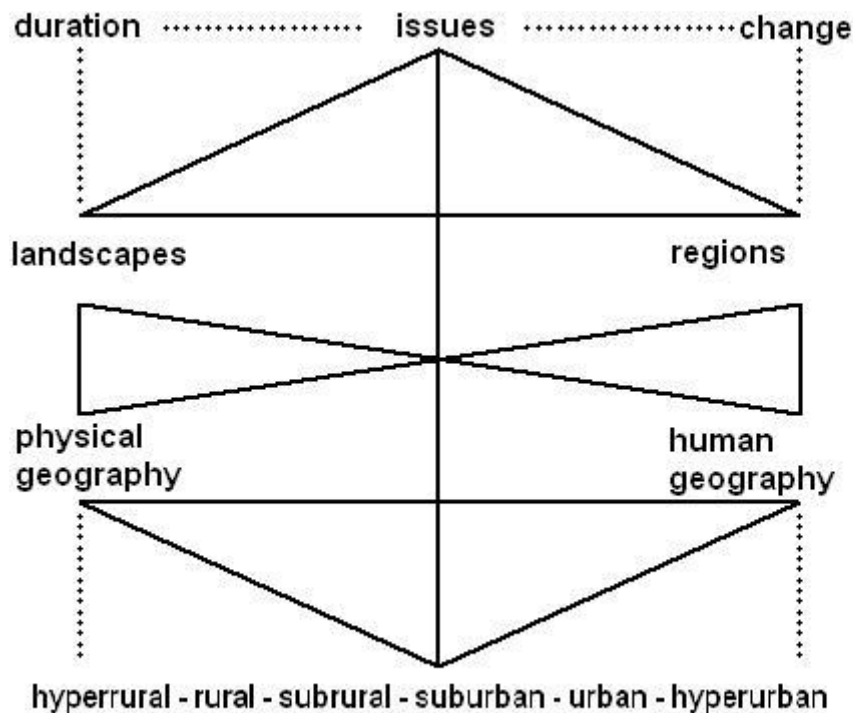 duration issues change
landscapes regions
physical human
geography geography
hyperrural - rural - subrural - suburban - urban - hyperurban